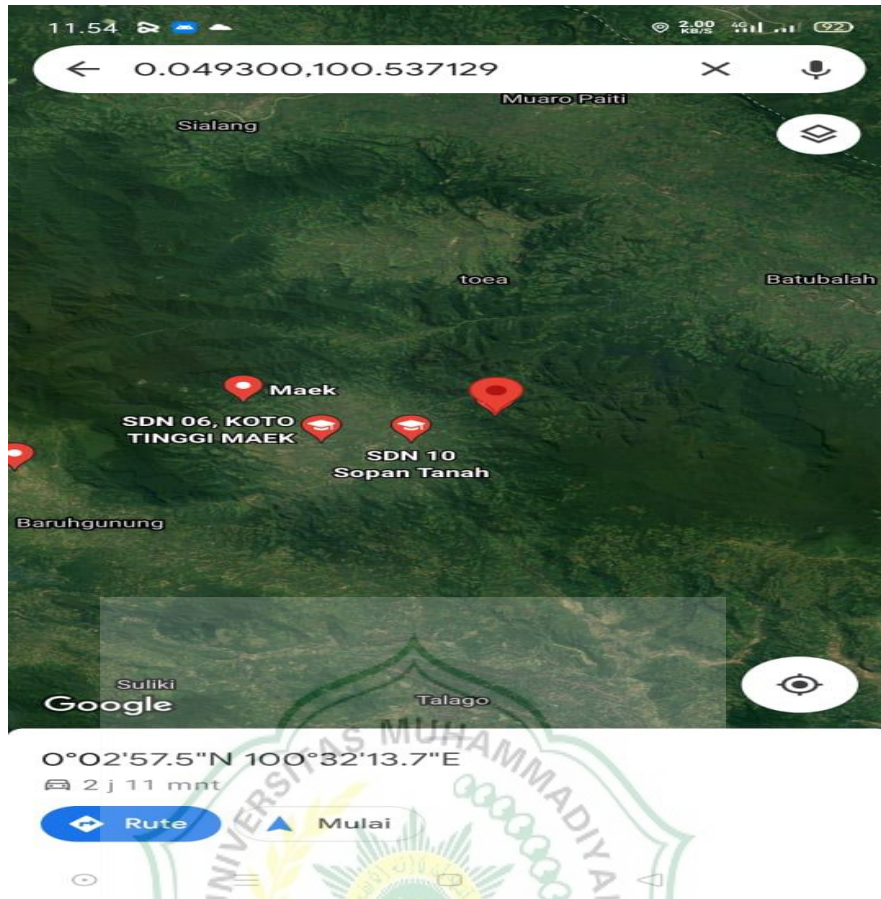 11.54
2.00
KB/S
4G
92
0.049300,100.537129
Muaro Paiti
Sialang
toea
Batubalah
Maek
SDN 06, KOTO
TINGGI MAEK
SDN 10
Sopan Tanah
Baruhgunung
Suliki
Google
Talago
0°02'57.5"N 100°32'13.7"E
2 j 11 mnt
Rute
Mulai